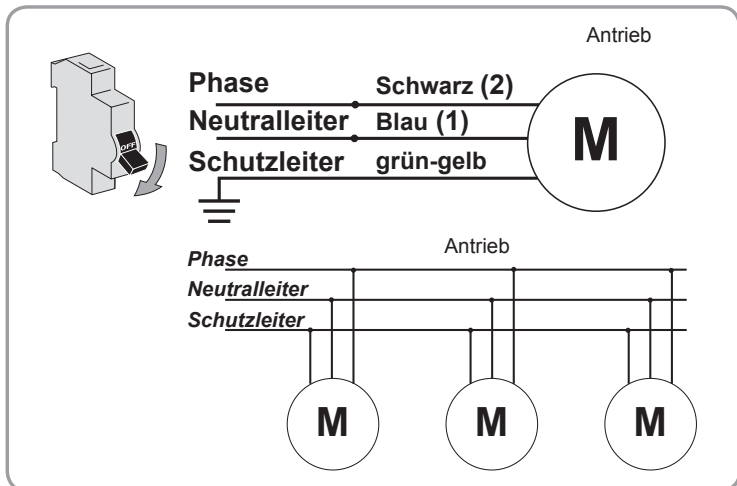 Antrieb
Phase Schwarz (2)
OFF
Neutralleiter Blau (1)
M
Schutzleiter grün-gelb
Antrieb
Phase
Neutralleiter
Schutzleiter
M M M